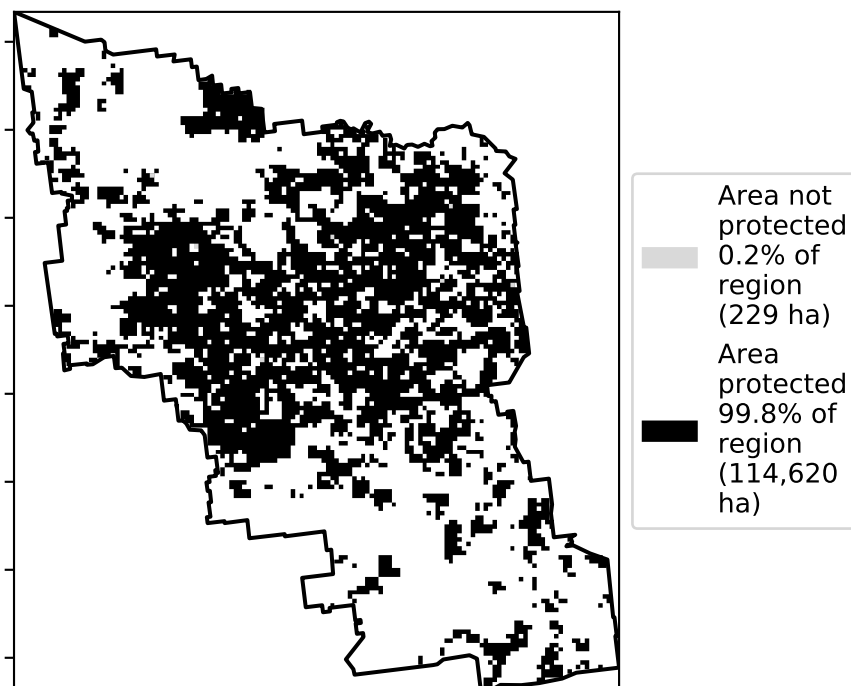 Area not
protected
0.2% of
region
(229 ha)
Area
protected
99.8% of
region
(114,620
ha)